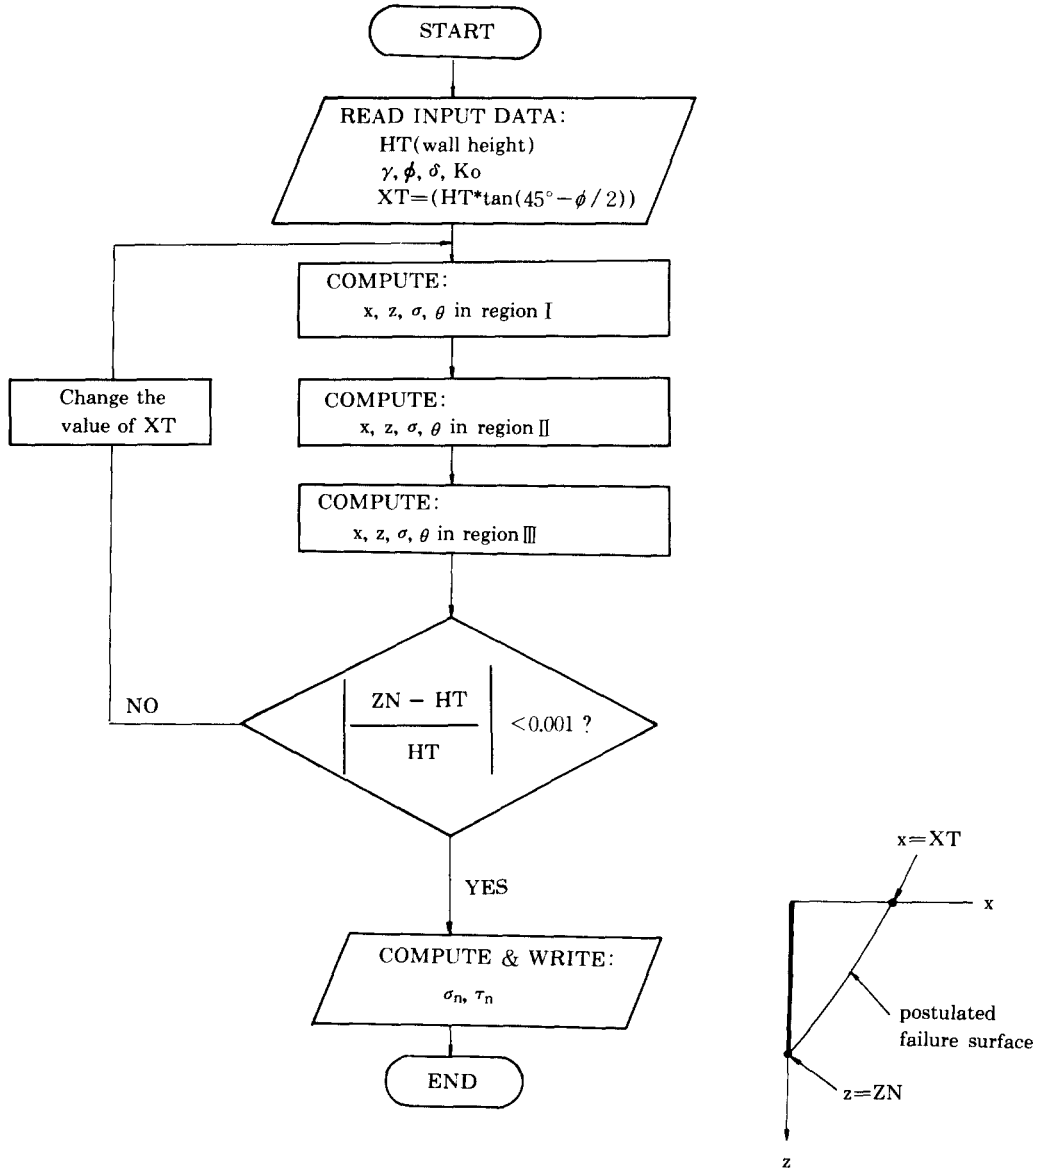 START
READ INPUT DATA:
HT(wall height)
γ, ϕ, δ, Ko
XT=(HT*tan(45°−ϕ/2))
COMPUTE:
x, z, σ, θ in region Ⅰ
Change the
value of XT
COMPUTE:
x, z, σ, θ in region Ⅱ
COMPUTE:
x, z, σ, θ in region Ⅲ
NO
| ZN − HT
HT | <0.001 ?
YES
COMPUTE & WRITE:
σn, τn
END
x=XT
x
postulated
failure surface
z=ZN
z